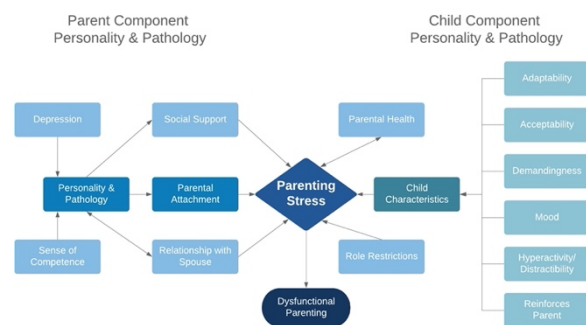 Parent Component
Personality & Pathology
Child Component
Personality & Pathology
Depression
Social Support
Parental Health
Adaptability
Acceptability
Demandingness
Personality &
Pathology
Parental
Attachment
Parenting
Stress
Child
Characteristics
Mood
Sense of
Competence
Relationship with
Spouse
Role Restrictions
Hyperactivity/
Distractibility
Dysfunctional
Parenting
Reinforces
Parent